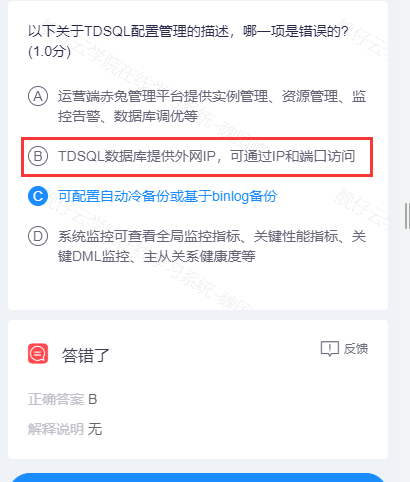 以下关于TDSQL配置管理的描述，哪一项是错误的？
(1.0分)
A 运营端赤兔管理平台提供实例管理、资源管理、监
控告警、数据库调优等
B TDSQL数据库提供外网IP，可通过IP和端口访问
C 可配置自动冷备份或基于binlog备份
D 系统监控可查看全局监控指标、关键性能指标、关
键DML监控、主从关系健康度等
答错了
反馈
正确答案 B
解释说明 无